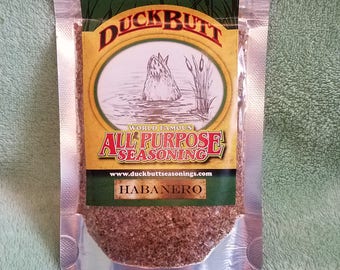 DUCKBUTT
WORLD FAMOUS
ALL PURPOSE
SEASONING
www.duckbuttseasonings.com
HABANERO